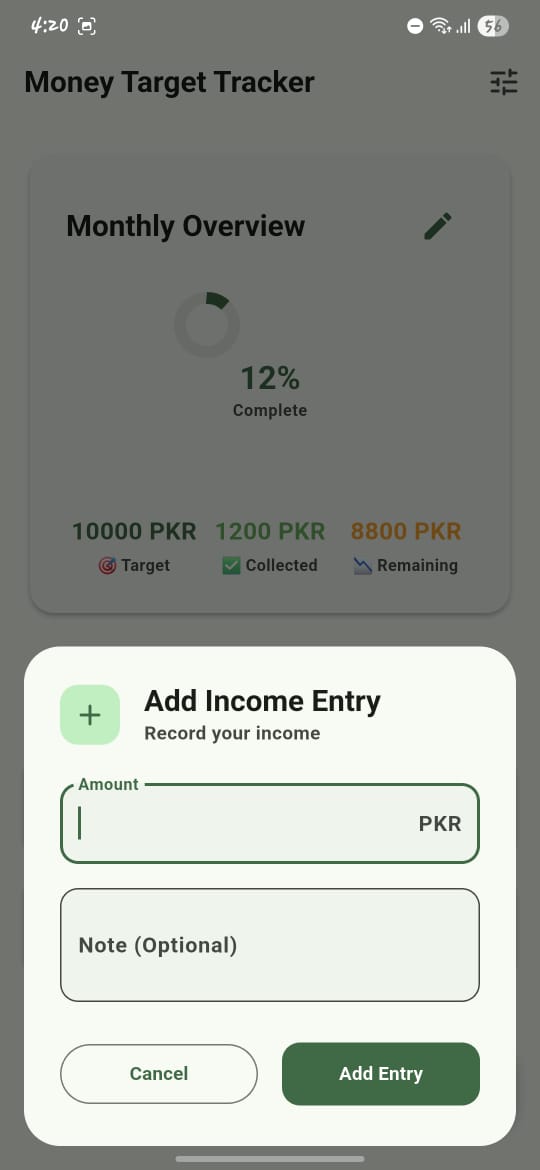 4:20 56
Money Target Tracker
Monthly Overview
12%
Complete
10000 PKR 1200 PKR 8800 PKR
🎯 Target ✅ Collected 📉 Remaining
Add Income Entry
Record your income
Amount
PKR
Note (Optional)
Cancel Add Entry